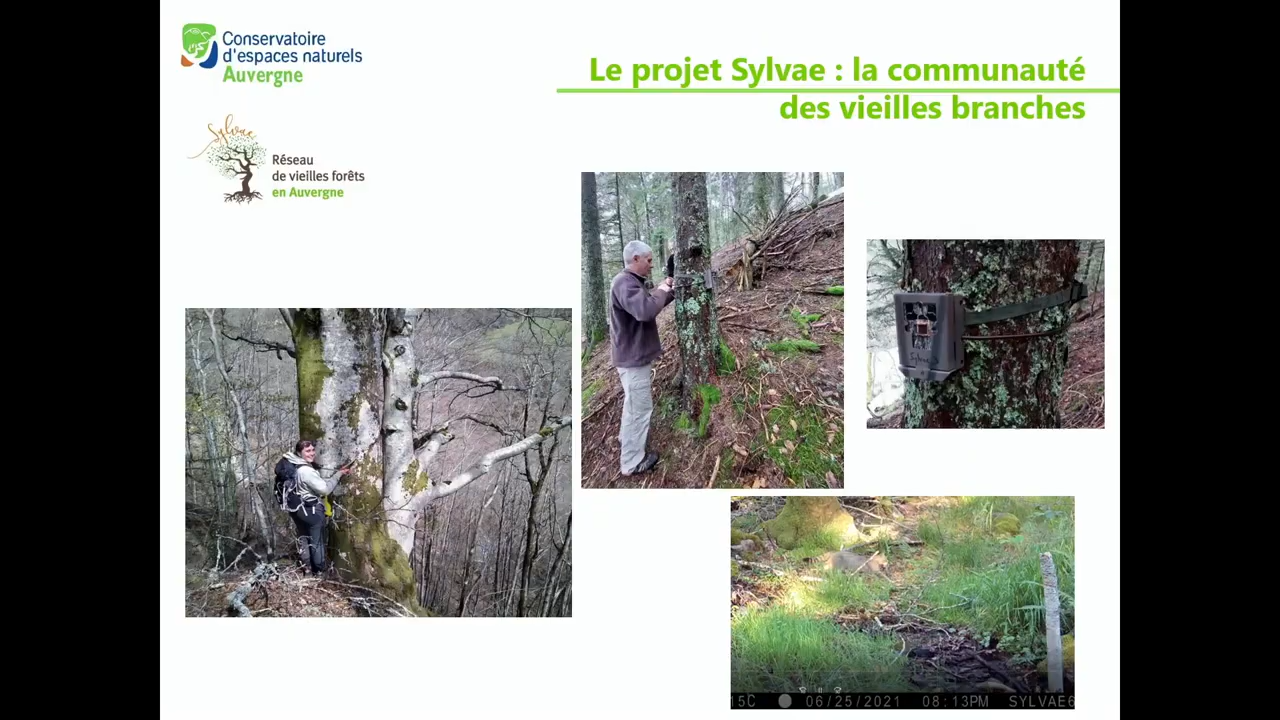 Conservatoire
d'espaces naturels
Auvergne
Le projet Sylvae : la communauté
des vieilles branches
Sylvae
Réseau
de vieilles forêts
en Auvergne
Sylvae
15C 06/25/2021 08:13PM SYLVAE6